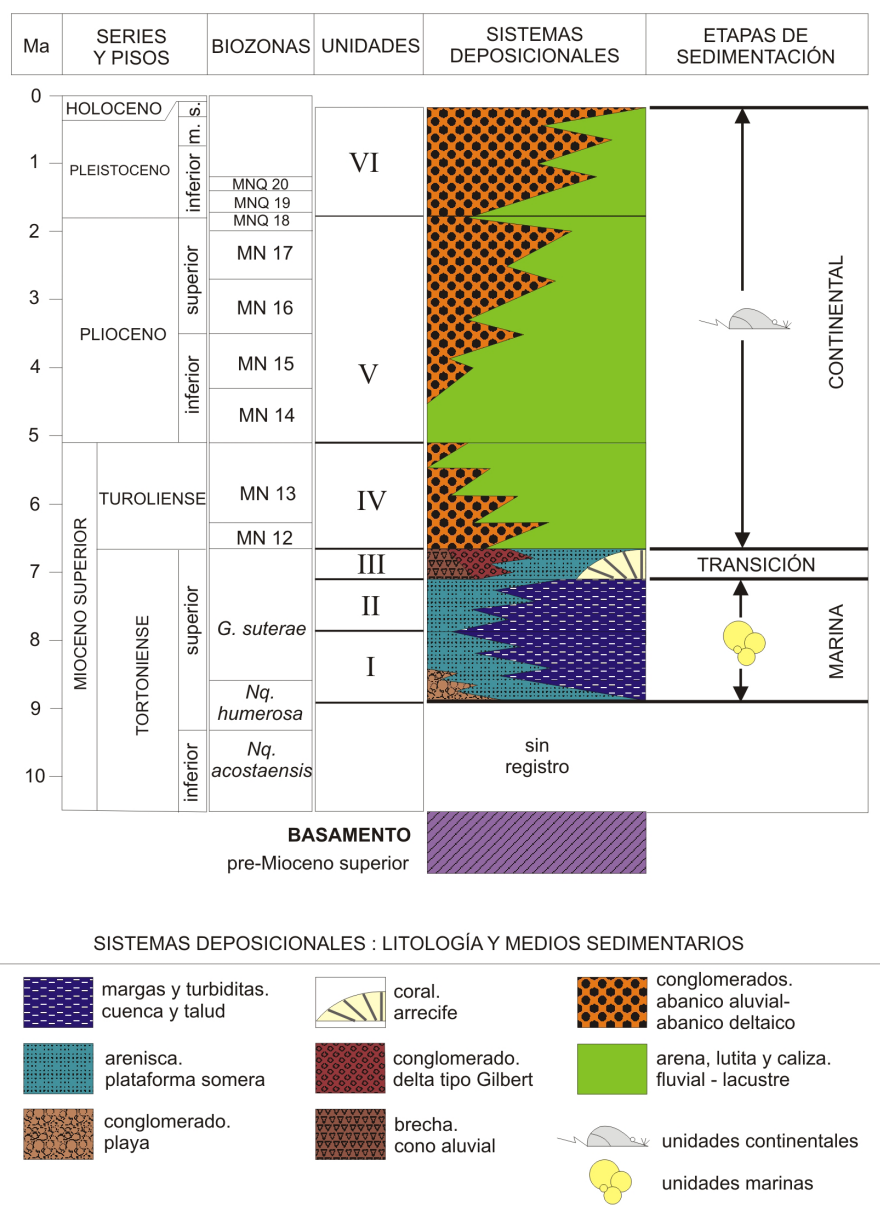 Ma
SERIES
Y PISOS
BIOZONAS
UNIDADES
SISTEMAS
DEPOSICIONALES
ETAPAS DE
SEDIMENTACIÓN
0
1
2
3
4
5
6
7
8
9
10
HOLOCENO
s.
m.
PLEISTOCENO
inferior
PLIOCENO
superior
inferior
MIOCENO SUPERIOR
TUROLIENSE
TORTONIENSE
superior
inferior
MNQ 20
MNQ 19
MNQ 18
MN 17
MN 16
MN 15
MN 14
MN 13
MN 12
G. suterae
Nq.
humerosa
Nq.
acostaensis
VI
V
IV
III
II
I
sin
registro
CONTINENTAL
TRANSICIÓN
MARINA
BASAMENTO
pre-Mioceno superior
SISTEMAS DEPOSICIONALES : LITOLOGÍA Y MEDIOS SEDIMENTARIOS
margas y turbiditas.
cuenca y talud
arenisca.
plataforma somera
conglomerado.
playa
coral.
arrecife
conglomerado.
delta tipo Gilbert
brecha.
cono aluvial
conglomerados.
abanico aluvial-
abanico deltaico
arena, lutita y caliza.
fluvial - lacustre
unidades continentales
unidades marinas